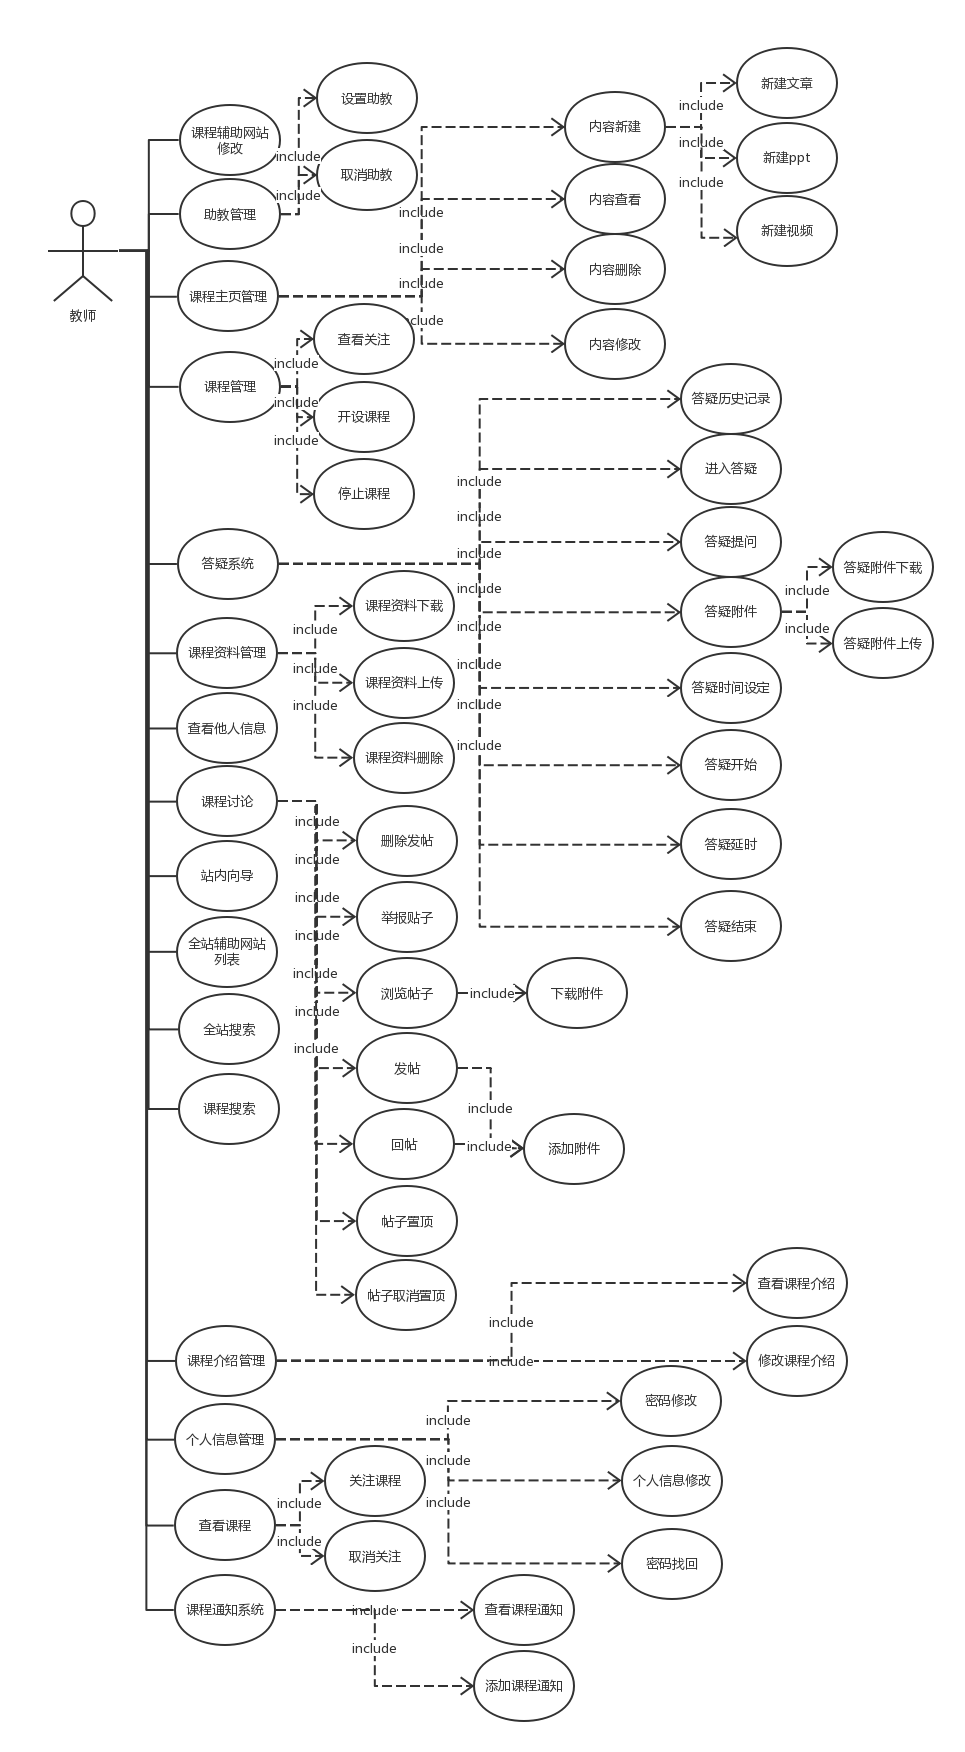 教师
课程辅助网站
修改
助教管理
课程主页管理
课程管理
答疑系统
课程资料管理
查看他人信息
课程讨论
站内向导
全站辅助网站
列表
全站搜索
课程搜索
课程介绍管理
个人信息管理
查看课程
课程通知系统
include
include
设置助教
取消助教
include
include
include
include
内容新建
内容查看
内容删除
内容修改
include
include
include
新建文章
新建ppt
新建视频
include
include
include
查看关注
开设课程
停止课程
include
include
include
include
include
include
include
include
答疑历史记录
进入答疑
答疑提问
答疑附件
答疑时间设定
答疑开始
答疑延时
答疑结束
include
include
答疑附件下载
答疑附件上传
include
include
include
课程资料下载
课程资料上传
课程资料删除
include
include
include
include
include
include
include
删除发帖
举报贴子
浏览帖子
发帖
回帖
帖子置顶
帖子取消置顶
include
下载附件
include
include
添加附件
include
include
查看课程介绍
修改课程介绍
include
include
include
密码修改
个人信息修改
密码找回
include
include
关注课程
取消关注
include
include
查看课程通知
添加课程通知